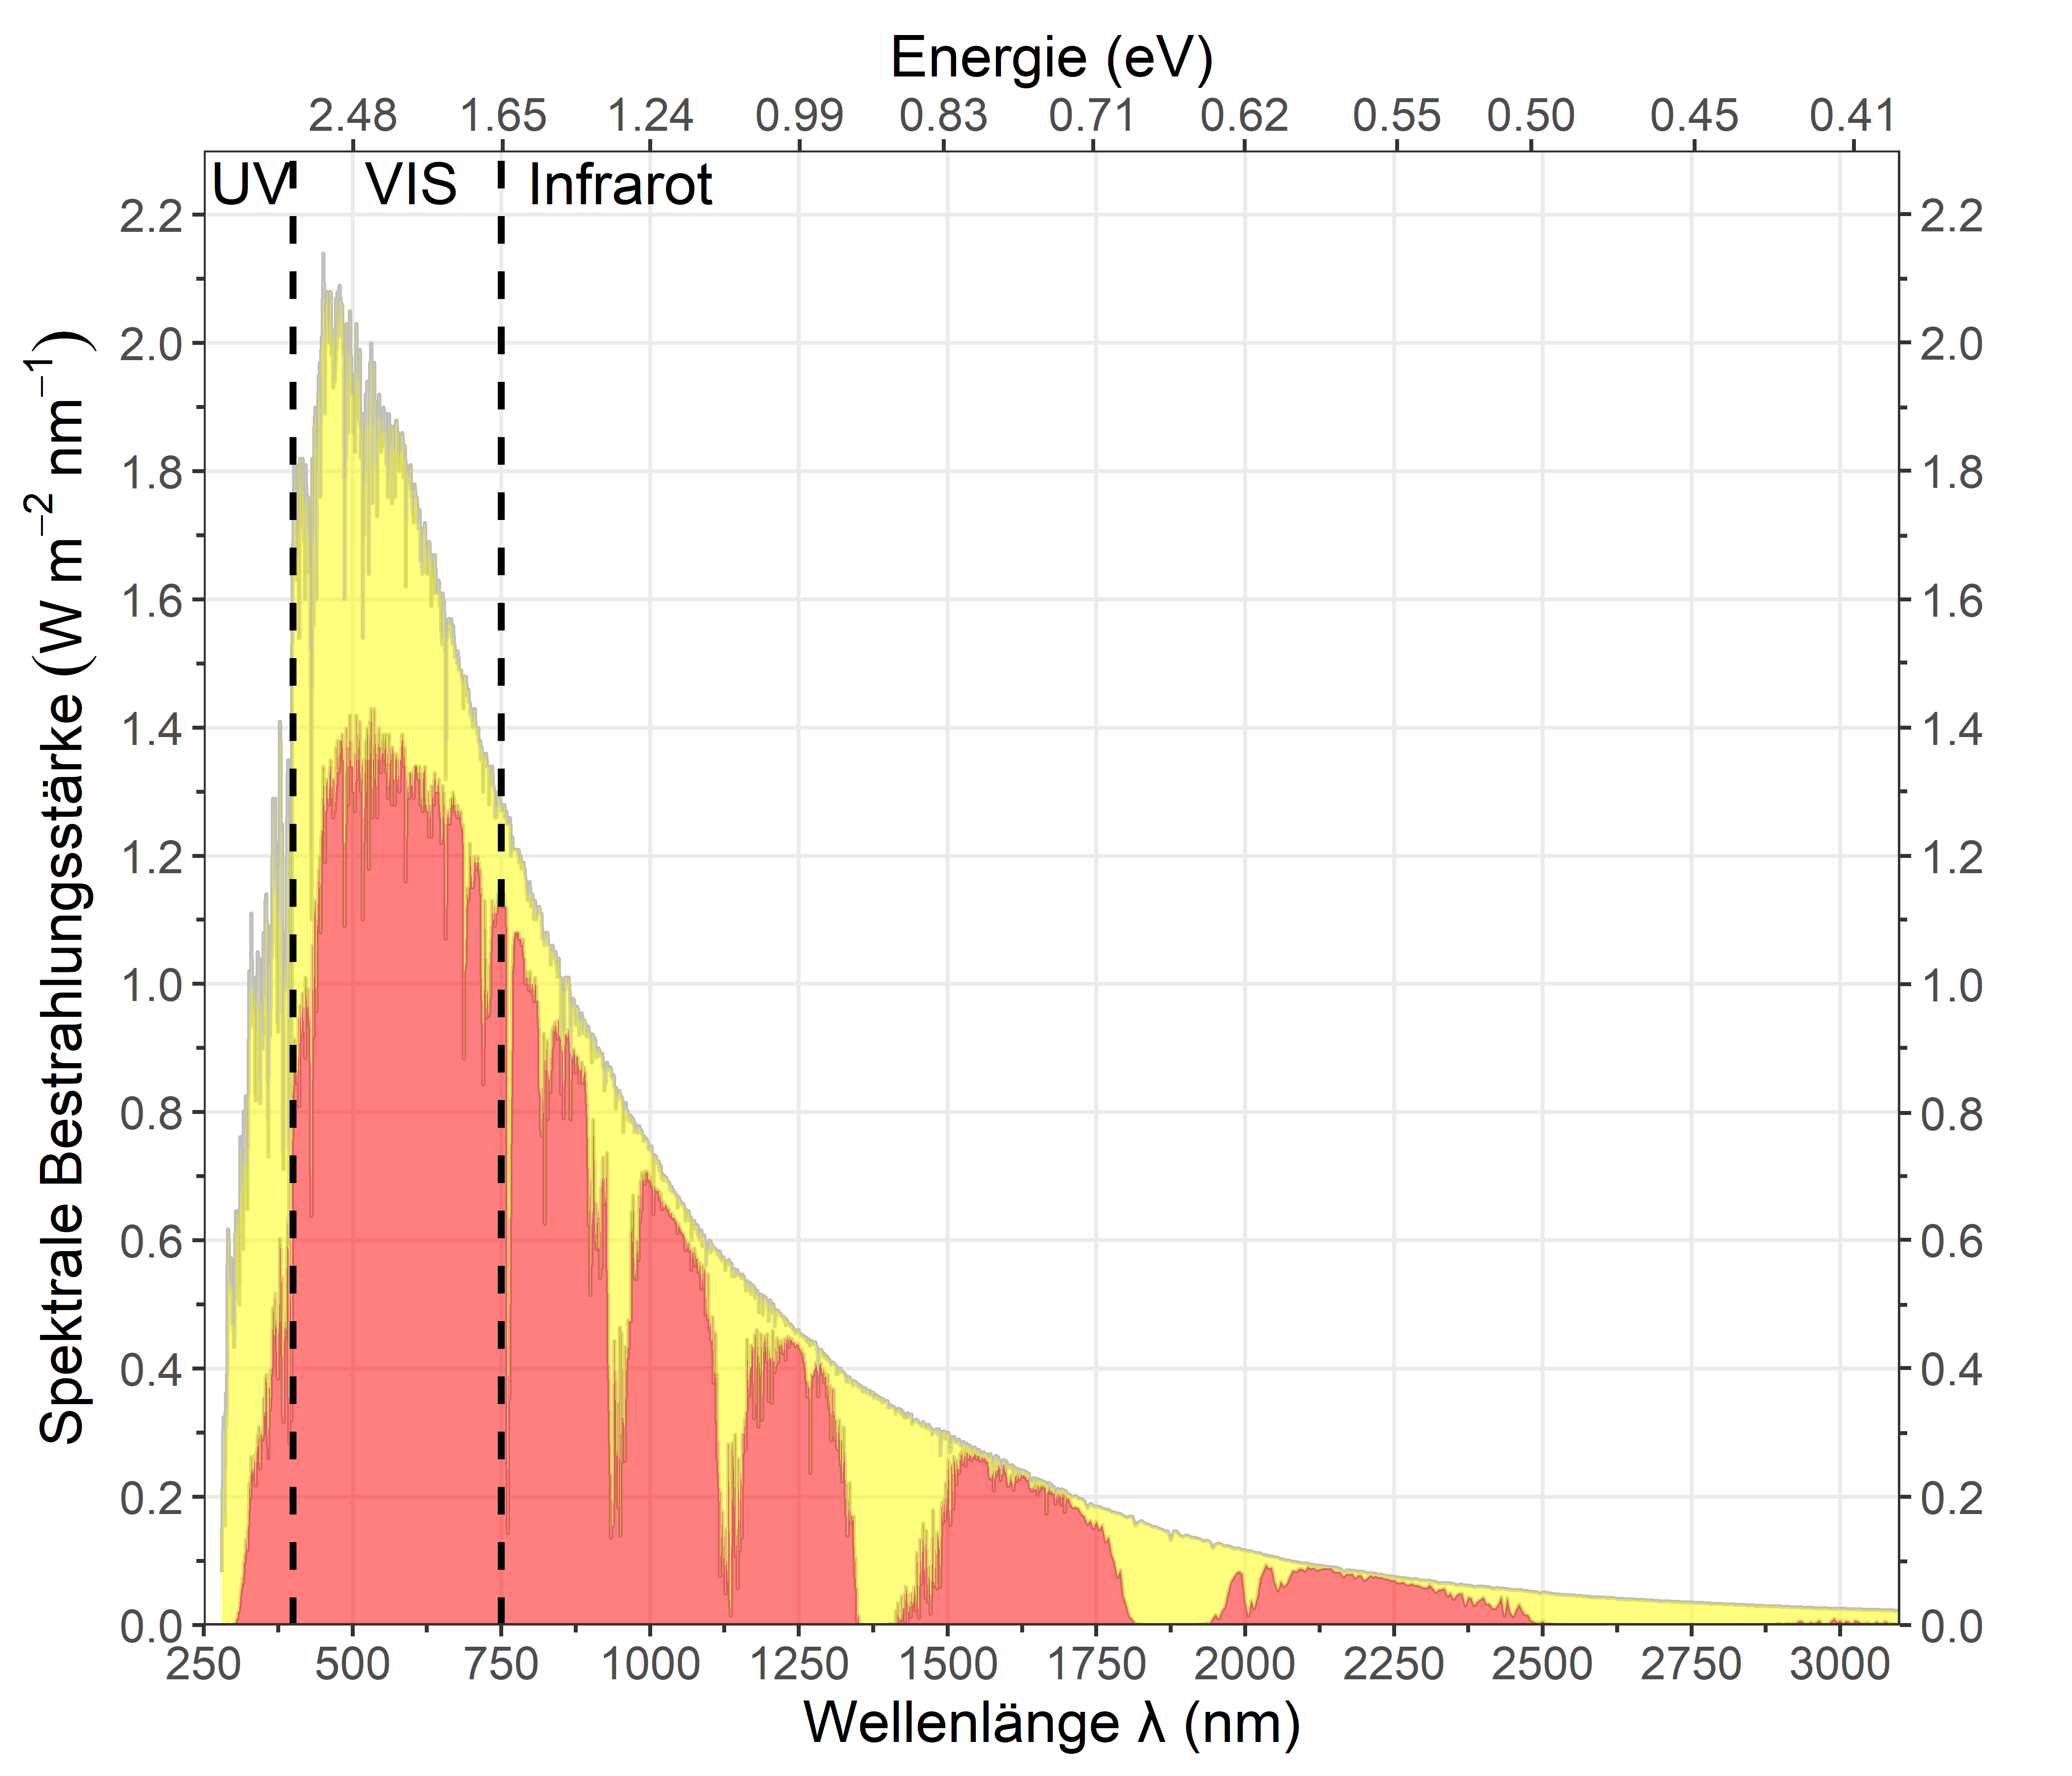 Energie (eV)
2.48 1.65 1.24 0.99 0.83 0.71 0.62 0.55 0.50 0.45 0.41
UV VIS Infrarot
2.2 2.2
2.0 2.0
1.8 1.8
1.6 1.6
1.4 1.4
1.2 1.2
1.0 1.0
0.8 0.8
0.6 0.6
0.4 0.4
0.2 0.2
0.0 0.0
Spektrale Bestrahlungsstärke (W m⁻² nm⁻¹)
250 500 750 1000 1250 1500 1750 2000 2250 2500 2750 3000
Wellenlänge λ (nm)